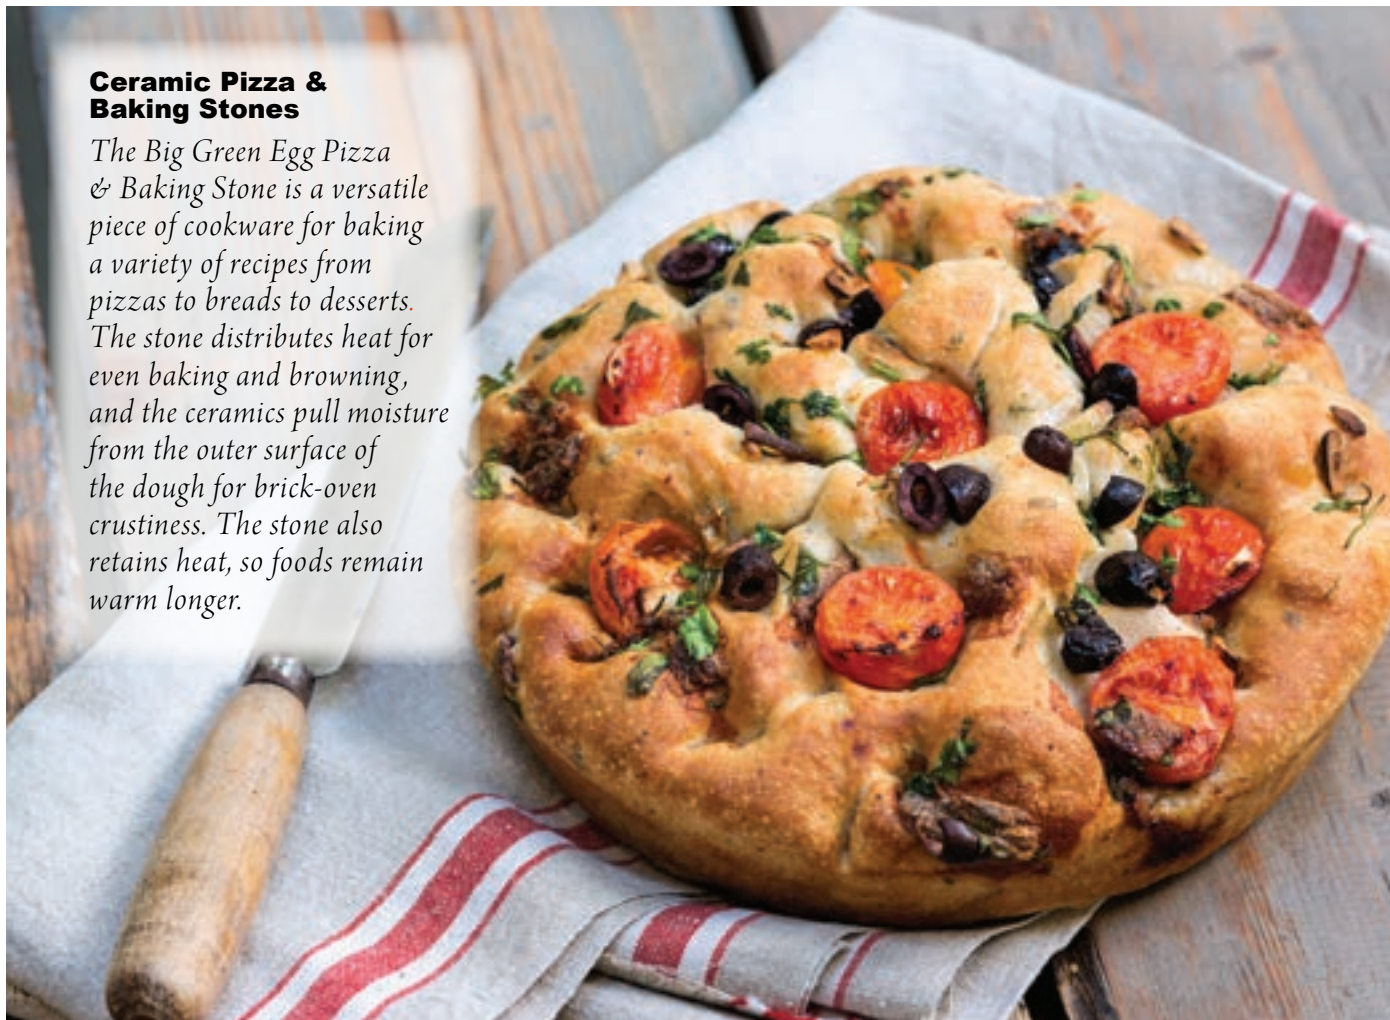 Ceramic Pizza &
Baking Stones
The Big Green Egg Pizza
& Baking Stone is a versatile
piece of cookware for baking
a variety of recipes from
pizzas to breads to desserts.
The stone distributes heat for
even baking and browning,
and the ceramics pull moisture
from the outer surface of
the dough for brick-oven
crustiness. The stone also
retains heat, so foods remain
warm longer.